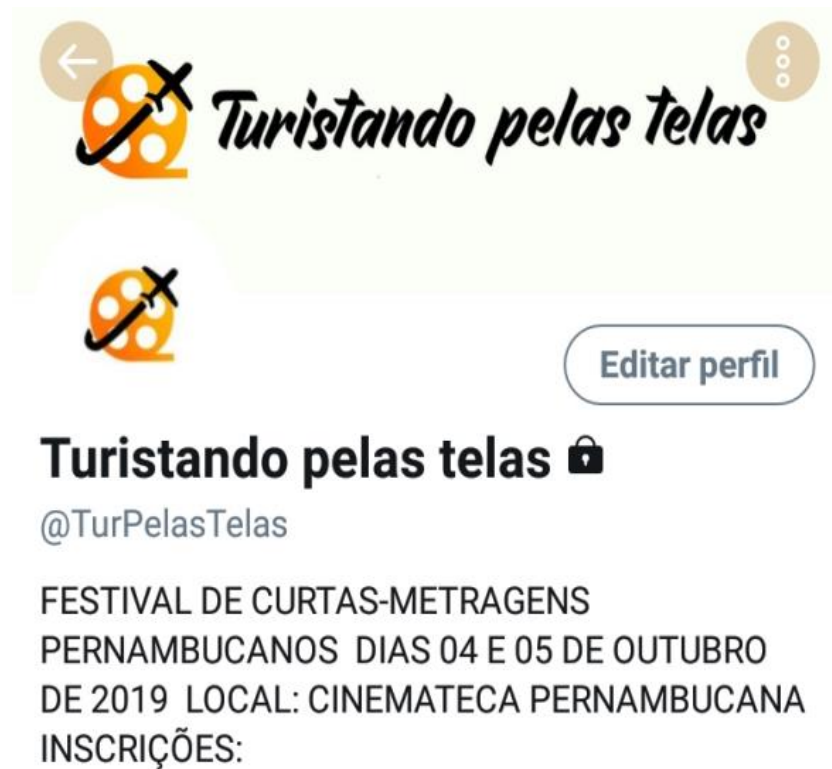 Turistando pelas telas
Editar perfil
Turistando pelas telas
@TurPelasTelas
FESTIVAL DE CURTAS-METRAGENS
PERNAMBUCANOS DIAS 04 E 05 DE OUTUBRO
DE 2019 LOCAL: CINEMATECA PERNAMBUCANA
INSCRIÇÕES: